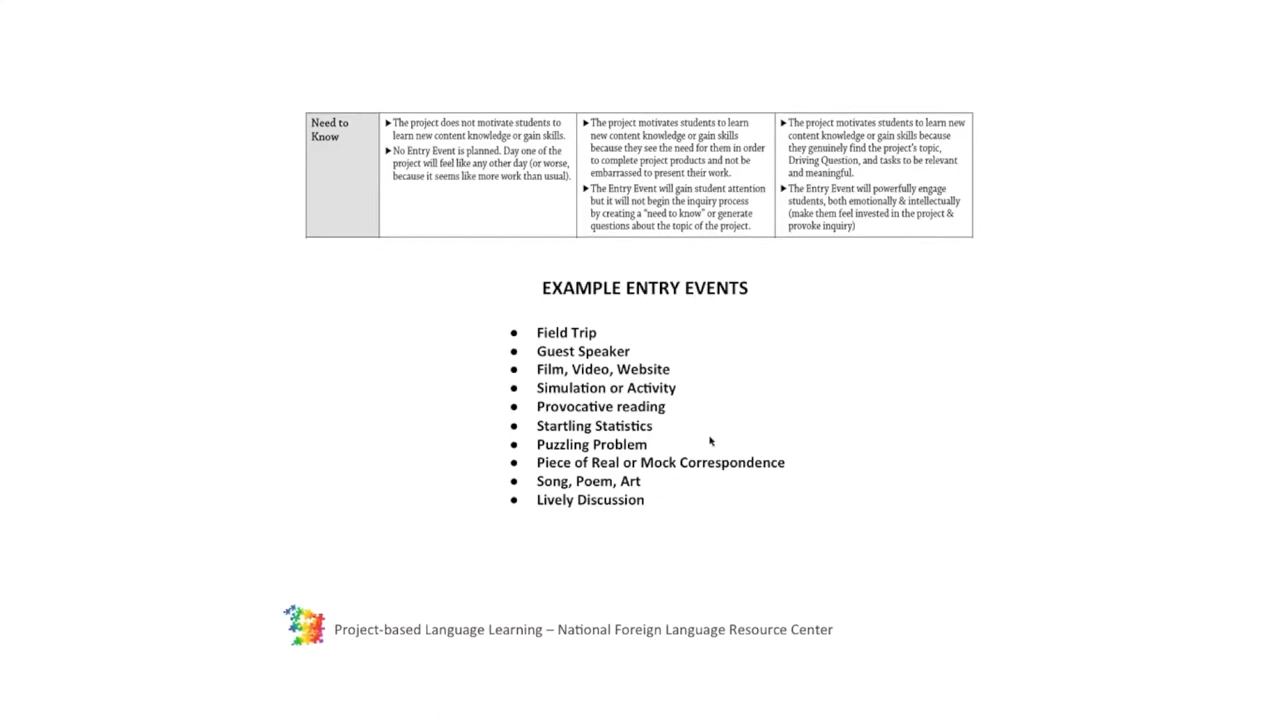 Need to
Know
▶ The project does not motivate students to
learn new content knowledge or gain skills.
▶ No Entry Event is planned. Day one of the
project will feel like any other day (or worse,
because it seems like more work than usual).
▶ The project motivates students to learn
new content knowledge or gain skills
because they see the need for them in order
to complete project products and not be
embarrassed to present their work.
▶ The Entry Event will gain student attention
but it will not begin the inquiry process
by creating a "need to know" or generate
questions about the topic of the project.
▶ The project motivates students to learn new
content knowledge or gain skills because
they genuinely find the project's topic,
Driving Question, and tasks to be relevant
and meaningful.
▶ The Entry Event will powerfully engage
students, both emotionally & intellectually
(make them feel invested in the project &
provoke inquiry)
EXAMPLE ENTRY EVENTS
● Field Trip
● Guest Speaker
● Film, Video, Website
● Simulation or Activity
● Provocative reading
● Startling Statistics
● Puzzling Problem
● Piece of Real or Mock Correspondence
● Song, Poem, Art
● Lively Discussion
Project-based Language Learning – National Foreign Language Resource Center